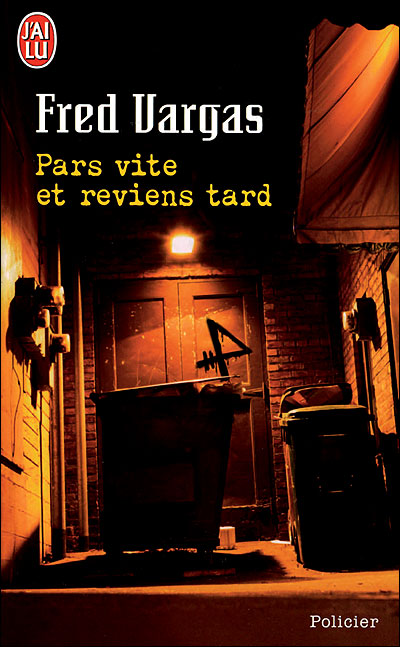 J'AI
LU
Fred Vargas
Pars vite
et reviens tard
Policier